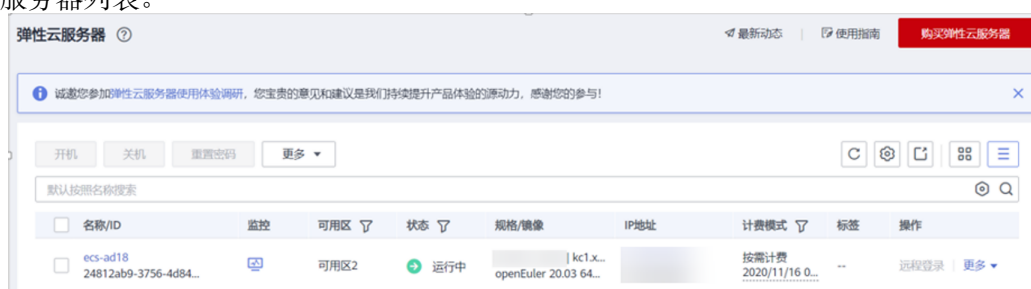 服务器列表。
弹性云服务器
最新动态
使用指南
购买弹性云服务器
诚邀您参加弹性云服务器使用体验调研，您宝贵的意见和建议是我们持续提升产品体验的源动力，感谢您的参与！
开机
关机
重置密码
更多
默认按照名称搜索
名称/ID
监控
可用区
状态
规格/镜像
IP地址
计费模式
标签
操作
ecs-ad18
24812ab9-3756-4d84...
可用区2
运行中
| kc1.x...
openEuler 20.03 64...
按需计费
2020/11/16 0...
--
远程登录
更多